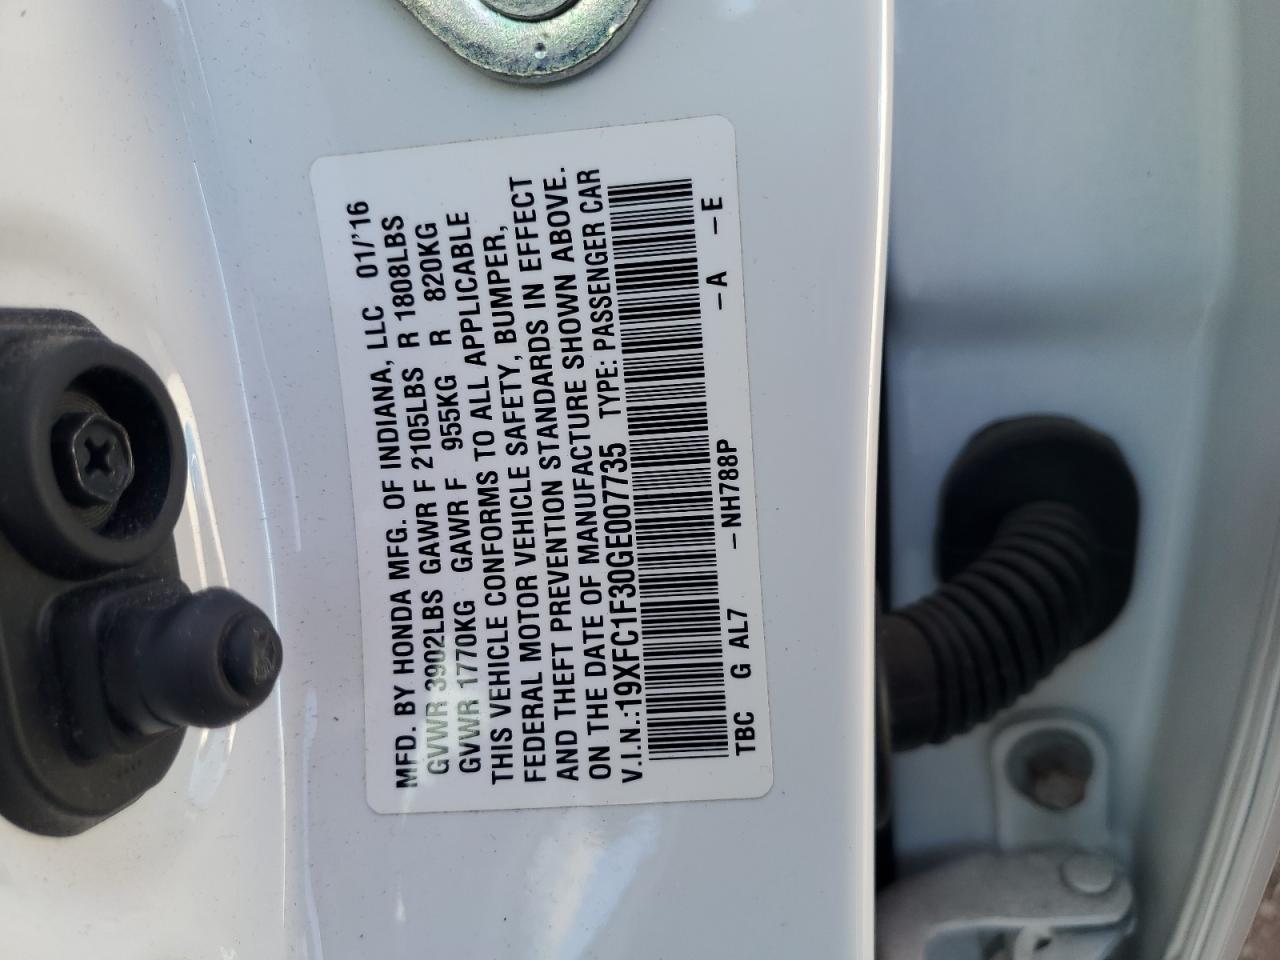 MFD. BY HONDA MFG. OF INDIANA, LLC 01/'16
GVWR 3902LBS GAWR F 2105LBS R 1808LBS
GVWR 1770KG GAWR F 955KG R 820KG
THIS VEHICLE CONFORMS TO ALL APPLICABLE
FEDERAL MOTOR VEHICLE SAFETY, BUMPER,
AND THEFT PREVENTION STANDARDS IN EFFECT
ON THE DATE OF MANUFACTURE SHOWN ABOVE.
V.I.N.:19XFC1F30GE007735 TYPE: PASSENGER CAR
TBC G AL7 –NH788P –A –E